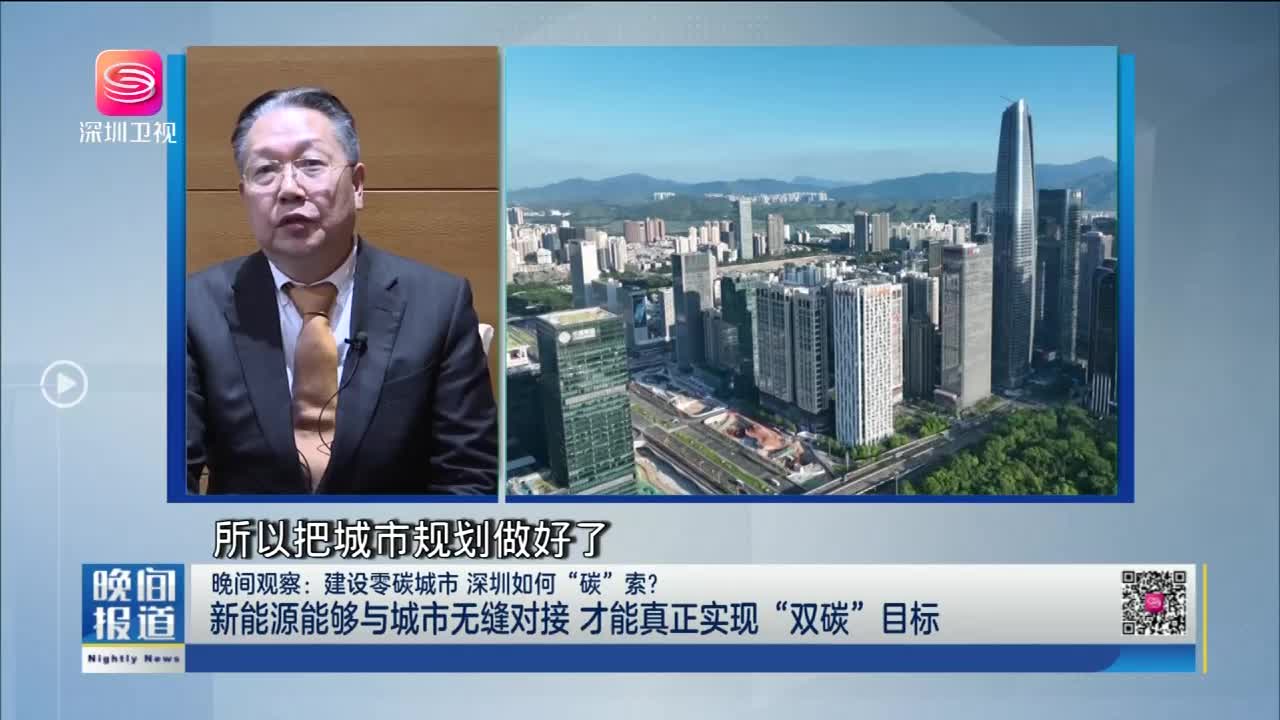 深圳卫视
所以把城市规划做好了
晚间报道
Nightly News
晚间观察：建设零碳城市 深圳如何“碳”索？
新能源能够与城市无缝对接 才能真正实现“双碳”目标